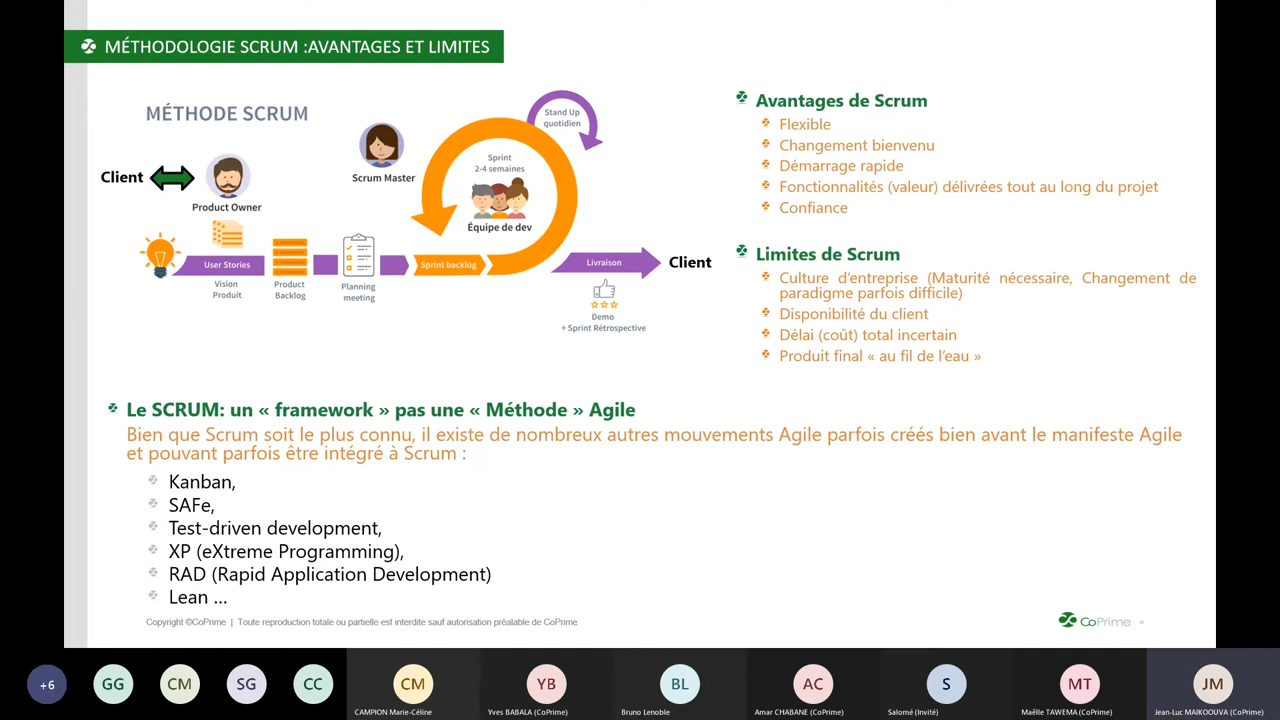 MÉTHODOLOGIE SCRUM :AVANTAGES ET LIMITES
MÉTHODE SCRUM
Client
Product Owner
Scrum Master
Stand Up
quotidien
Sprint
2-4 semaines
Équipe de dev
User Stories
Vision
Produit
Product
Backlog
Planning
meeting
Sprint backlog
Livraison
Client
Demo
+ Sprint Rétrospective
Avantages de Scrum
Flexible
Changement bienvenu
Démarrage rapide
Fonctionnalités (valeur) délivrées tout au long du projet
Confiance
Limites de Scrum
Culture d'entreprise (Maturité nécessaire, Changement de
paradigme parfois difficile)
Disponibilité du client
Délai (coût) total incertain
Produit final « au fil de l'eau »
Le SCRUM: un « framework » pas une « Méthode » Agile
Bien que Scrum soit le plus connu, il existe de nombreux autres mouvements Agile parfois créés bien avant le manifeste Agile
et pouvant parfois être intégré à Scrum :
Kanban,
SAFe,
Test-driven development,
XP (eXtreme Programming),
RAD (Rapid Application Development)
Lean ...
Copyright ©CoPrime | Toute reproduction totale ou partielle est interdite sauf autorisation préalable de CoPrime
CoPrime
+6
GG
CM
SG
CC
CM
CAMPION Marie-Céline
YB
Yves BABALA (CoPrime)
BL
Bruno Lenoble
AC
Amar CHABANE (CoPrime)
S
Salomé (Invité)
MT
Maëlle TAWEMA (CoPrime)
JM
Jean-Luc MAIKOOUVA (CoPrime)